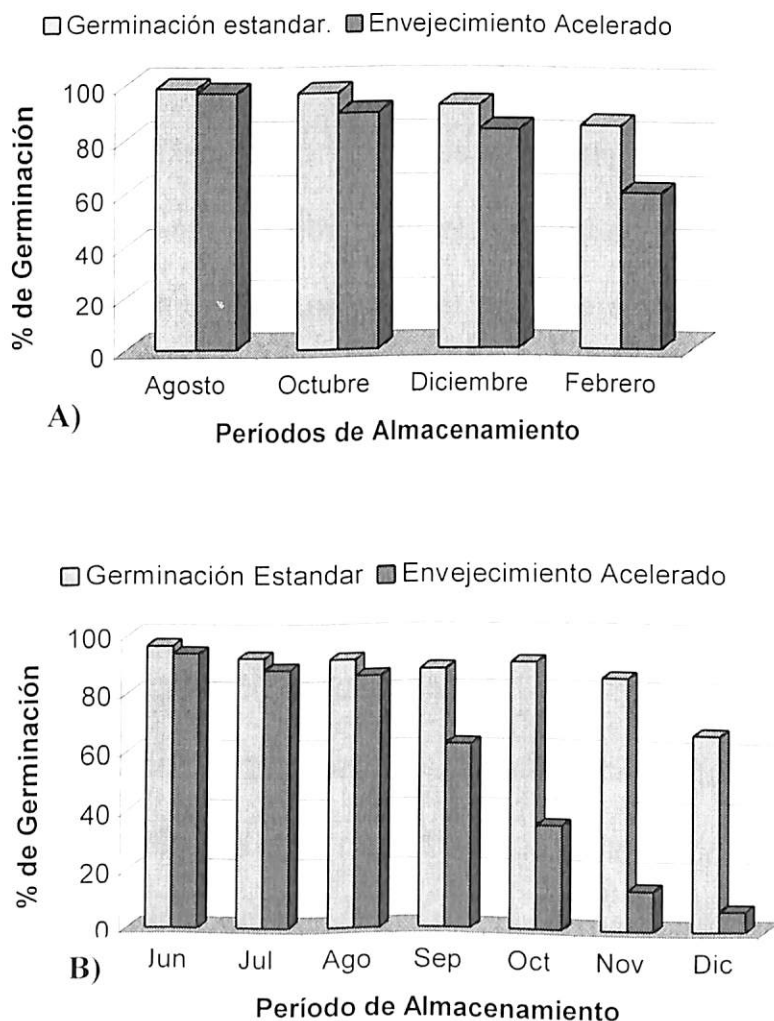 Germinación estandar. Envejecimiento Acelerado
100
80
60
40
20
0
% de Germinación
Agosto Octubre Diciembre Febrero
A)
Períodos de Almacenamiento
Germinación Estandar Envejecimiento Acelerado
100
80
60
40
20
0
% de Germinación
Jun Jul Ago Sep Oct Nov Dic
B)
Período de Almacenamiento